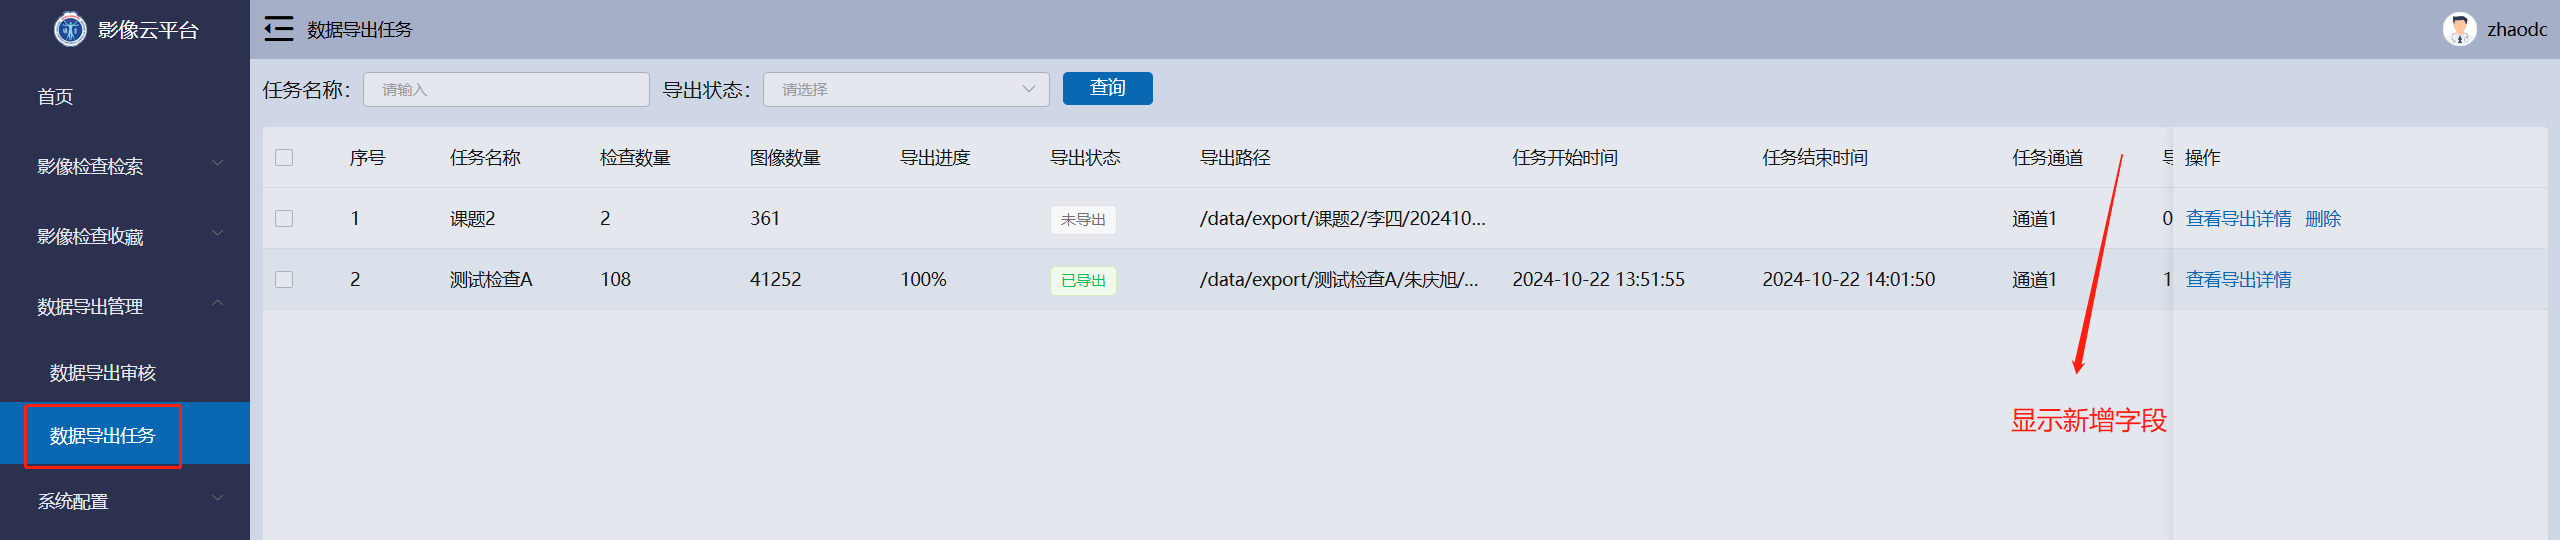 影像云平台
数据导出任务
zhaodc
首页
影像检查检索
影像检查收藏
数据导出管理
数据导出审核
数据导出任务
系统配置
任务名称： 请输入 导出状态： 请选择 查询
序号 任务名称 检查数量 图像数量 导出进度 导出状态 导出路径 任务开始时间 任务结束时间 任务通道 操作
1 课题2 2 361 未导出 /data/export/课题2/李四/202410... 通道1 0 查看导出详情 删除
2 测试检查A 108 41252 100% 已导出 /data/export/测试检查A/朱庆旭/... 2024-10-22 13:51:55 2024-10-22 14:01:50 通道1 1 查看导出详情
显示新增字段